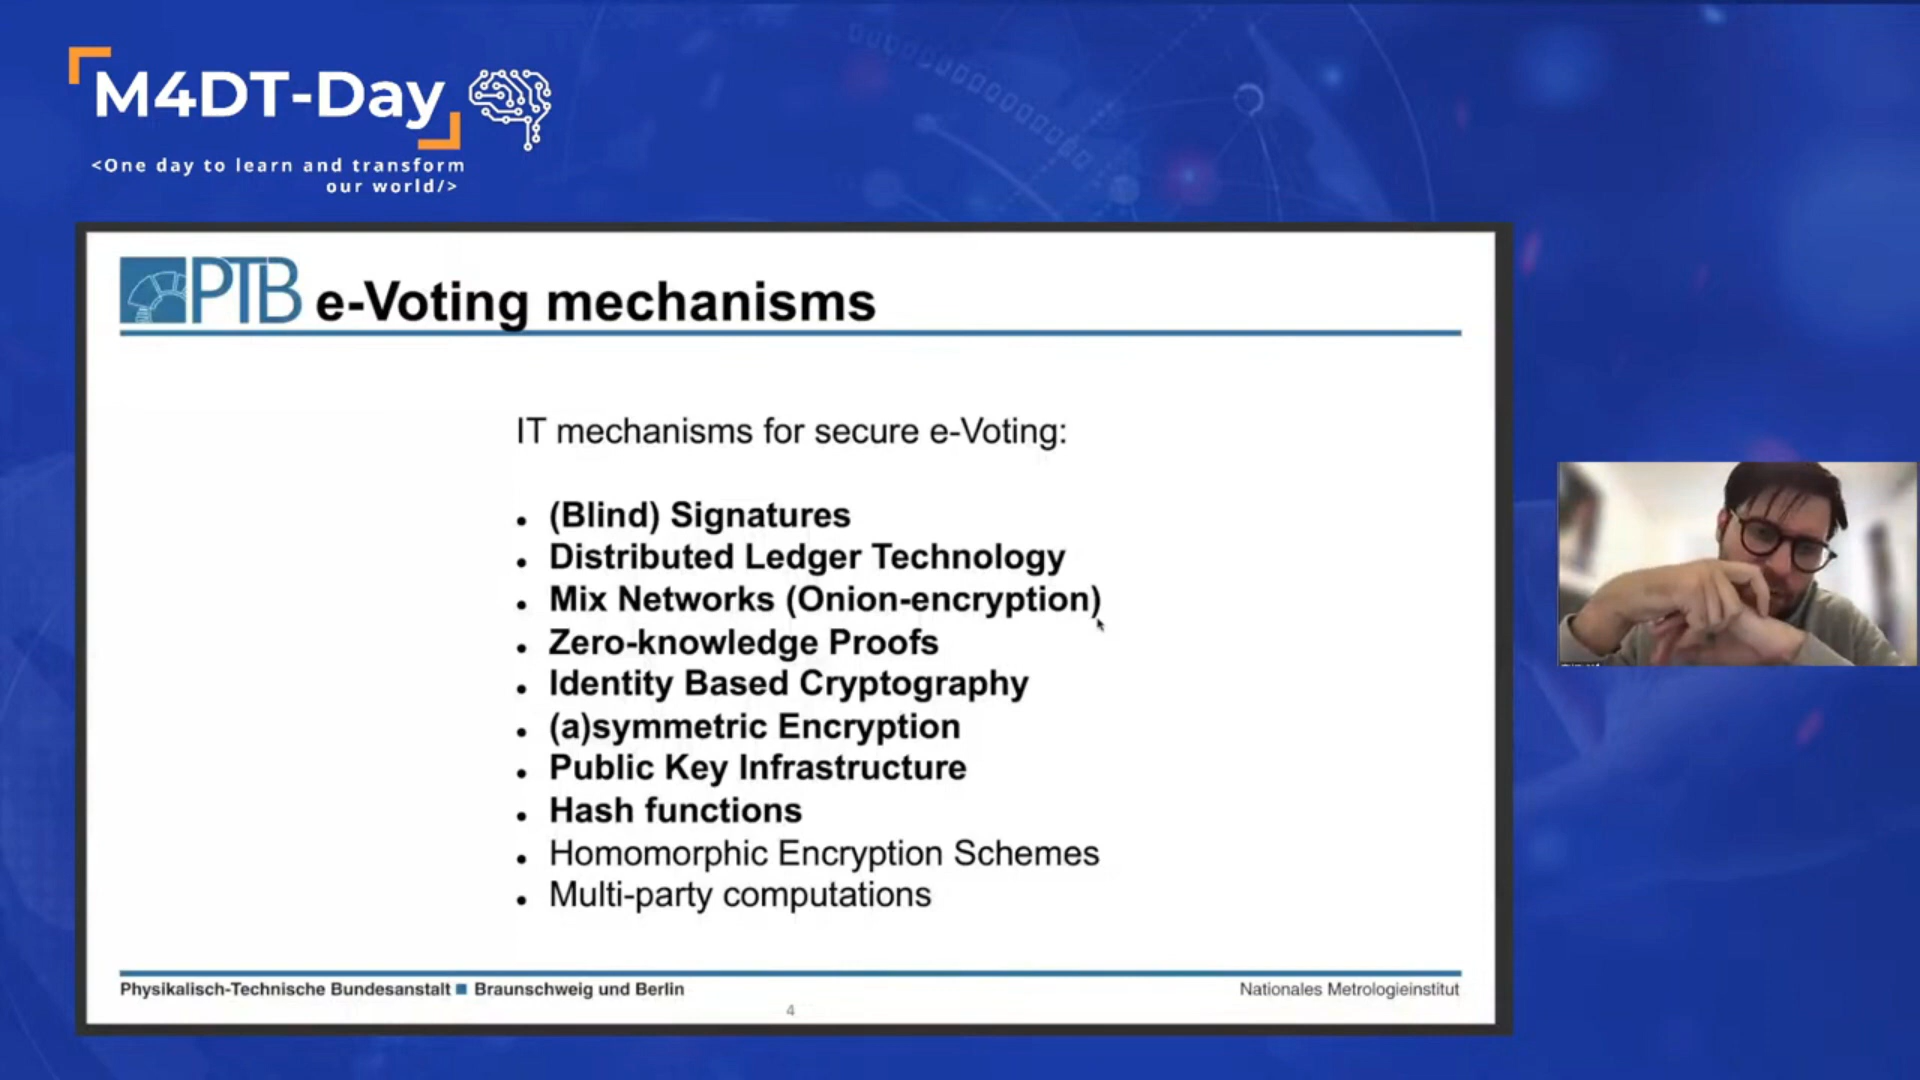 M4DT-Day
<One day to learn and transform
our world/>
PTB e-Voting mechanisms
IT mechanisms for secure e-Voting:
• (Blind) Signatures
• Distributed Ledger Technology
• Mix Networks (Onion-encryption)
• Zero-knowledge Proofs
• Identity Based Cryptography
• (a)symmetric Encryption
• Public Key Infrastructure
• Hash functions
• Homomorphic Encryption Schemes
• Multi-party computations
Physikalisch-Technische Bundesanstalt ■ Braunschweig und Berlin
Nationales Metrologieinstitut
4